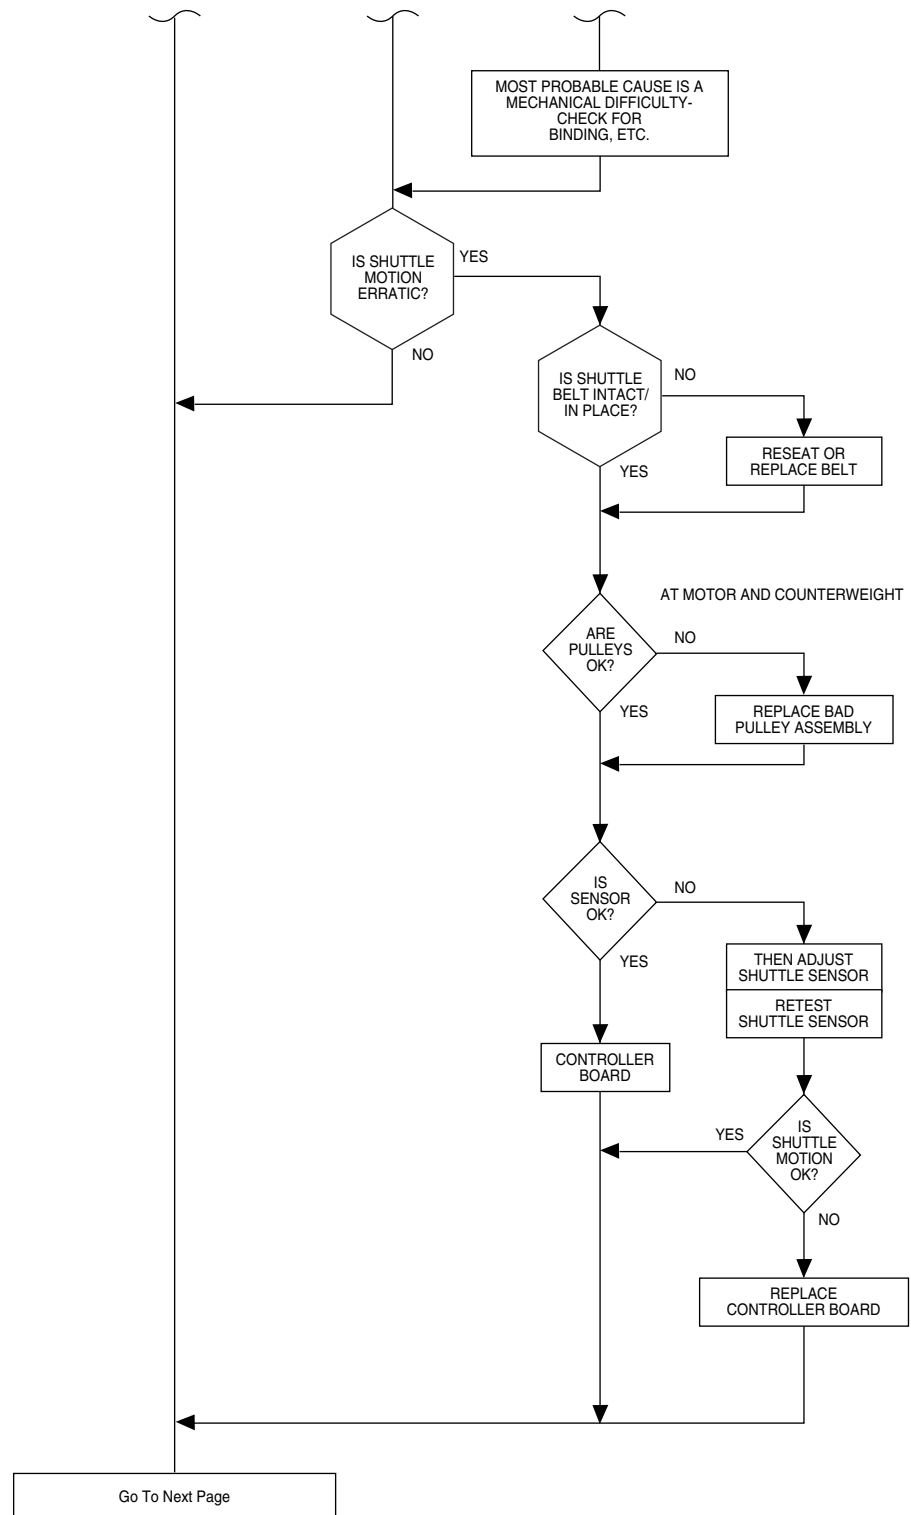 MOST PROBABLE CAUSE IS A
MECHANICAL DIFFICULTY-
CHECK FOR
BINDING, ETC.
IS SHUTTLE
MOTION
ERRATIC?
YES
NO
IS SHUTTLE
BELT INTACT/
IN PLACE?
NO
YES
RESEAT OR
REPLACE BELT
AT MOTOR AND COUNTERWEIGHT
ARE
PULLEYS
OK?
NO
YES
REPLACE BAD
PULLEY ASSEMBLY
IS
SENSOR
OK?
NO
YES
THEN ADJUST
SHUTTLE SENSOR
RETEST
SHUTTLE SENSOR
CONTROLLER
BOARD
IS
SHUTTLE
MOTION
OK?
YES
NO
REPLACE
CONTROLLER BOARD
Go To Next Page